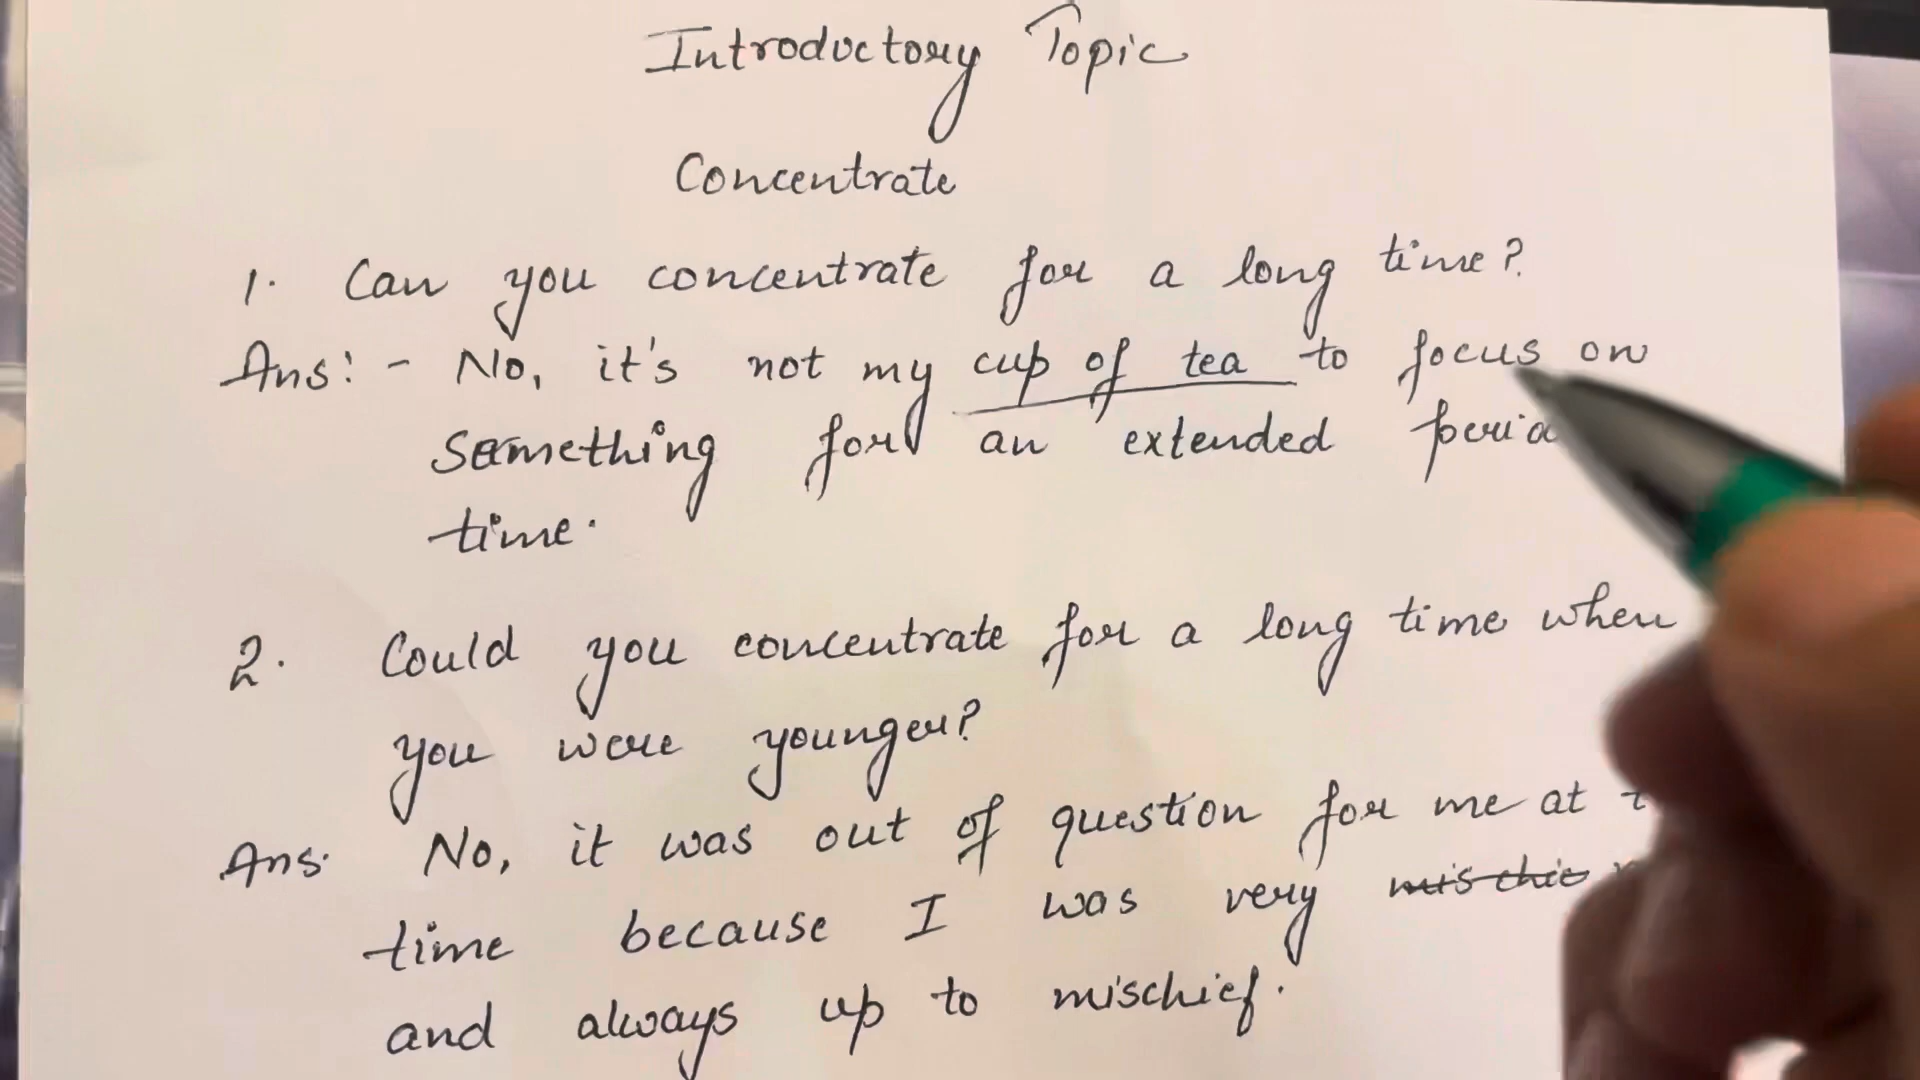 Introductory Topic
Concentrate
1. Can you concentrate for a long time?
Ans:- No, it's not my cup of tea to focus on
something for an extended
time.
2. Could you concentrate for a long time when
you were younger?
Ans. No, it was out of question for me at
time because I was very
and always up to mischief.